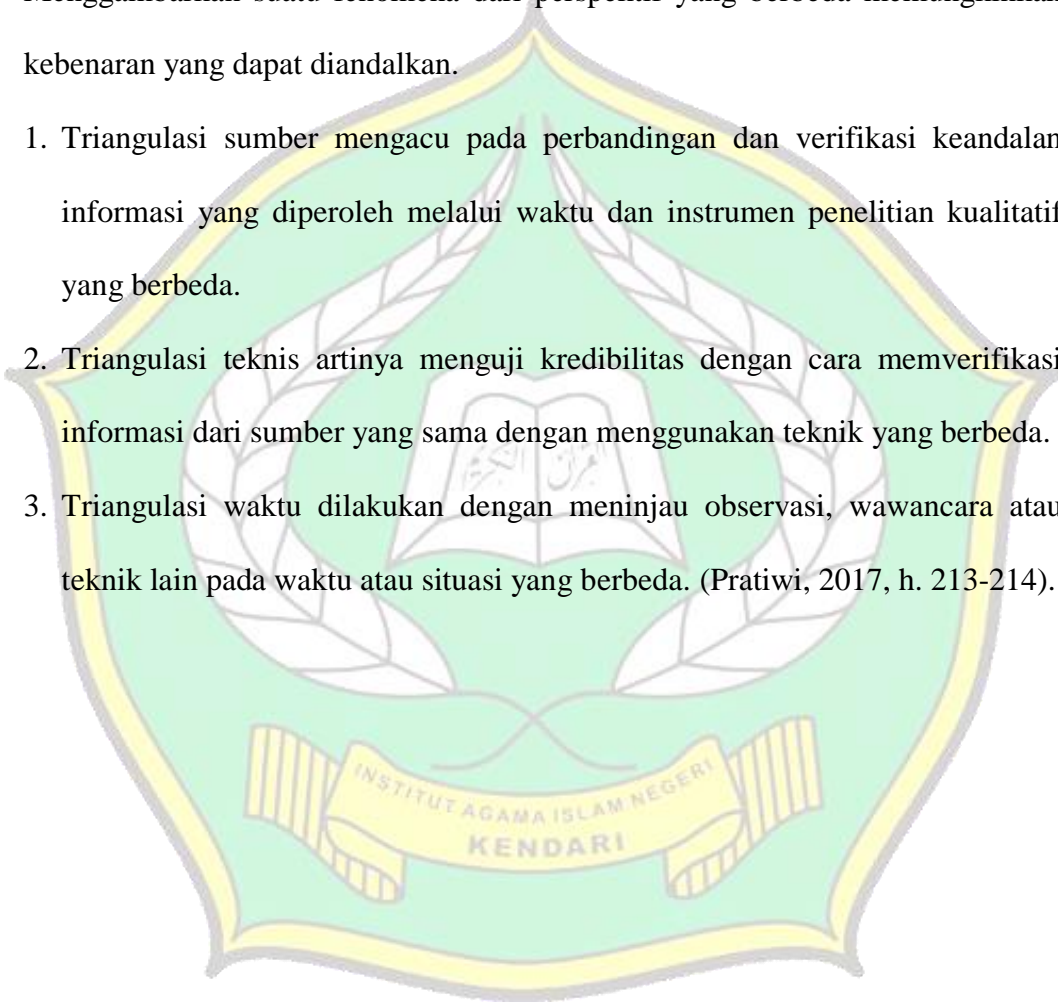 Menggambarkan suatu fenomena dari perspektif yang berbeda memungkinkan
kebenaran yang dapat diandalkan.
1. Triangulasi sumber mengacu pada perbandingan dan verifikasi keandalan
informasi yang diperoleh melalui waktu dan instrumen penelitian kualitatif
yang berbeda.
2. Triangulasi teknis artinya menguji kredibilitas dengan cara memverifikasi
informasi dari sumber yang sama dengan menggunakan teknik yang berbeda.
3. Triangulasi waktu dilakukan dengan meninjau observasi, wawancara atau
teknik lain pada waktu atau situasi yang berbeda. (Pratiwi, 2017, h. 213-214).
القرآن الكريم
INSTITUT AGAMA ISLAM NEGERI
KENDARI